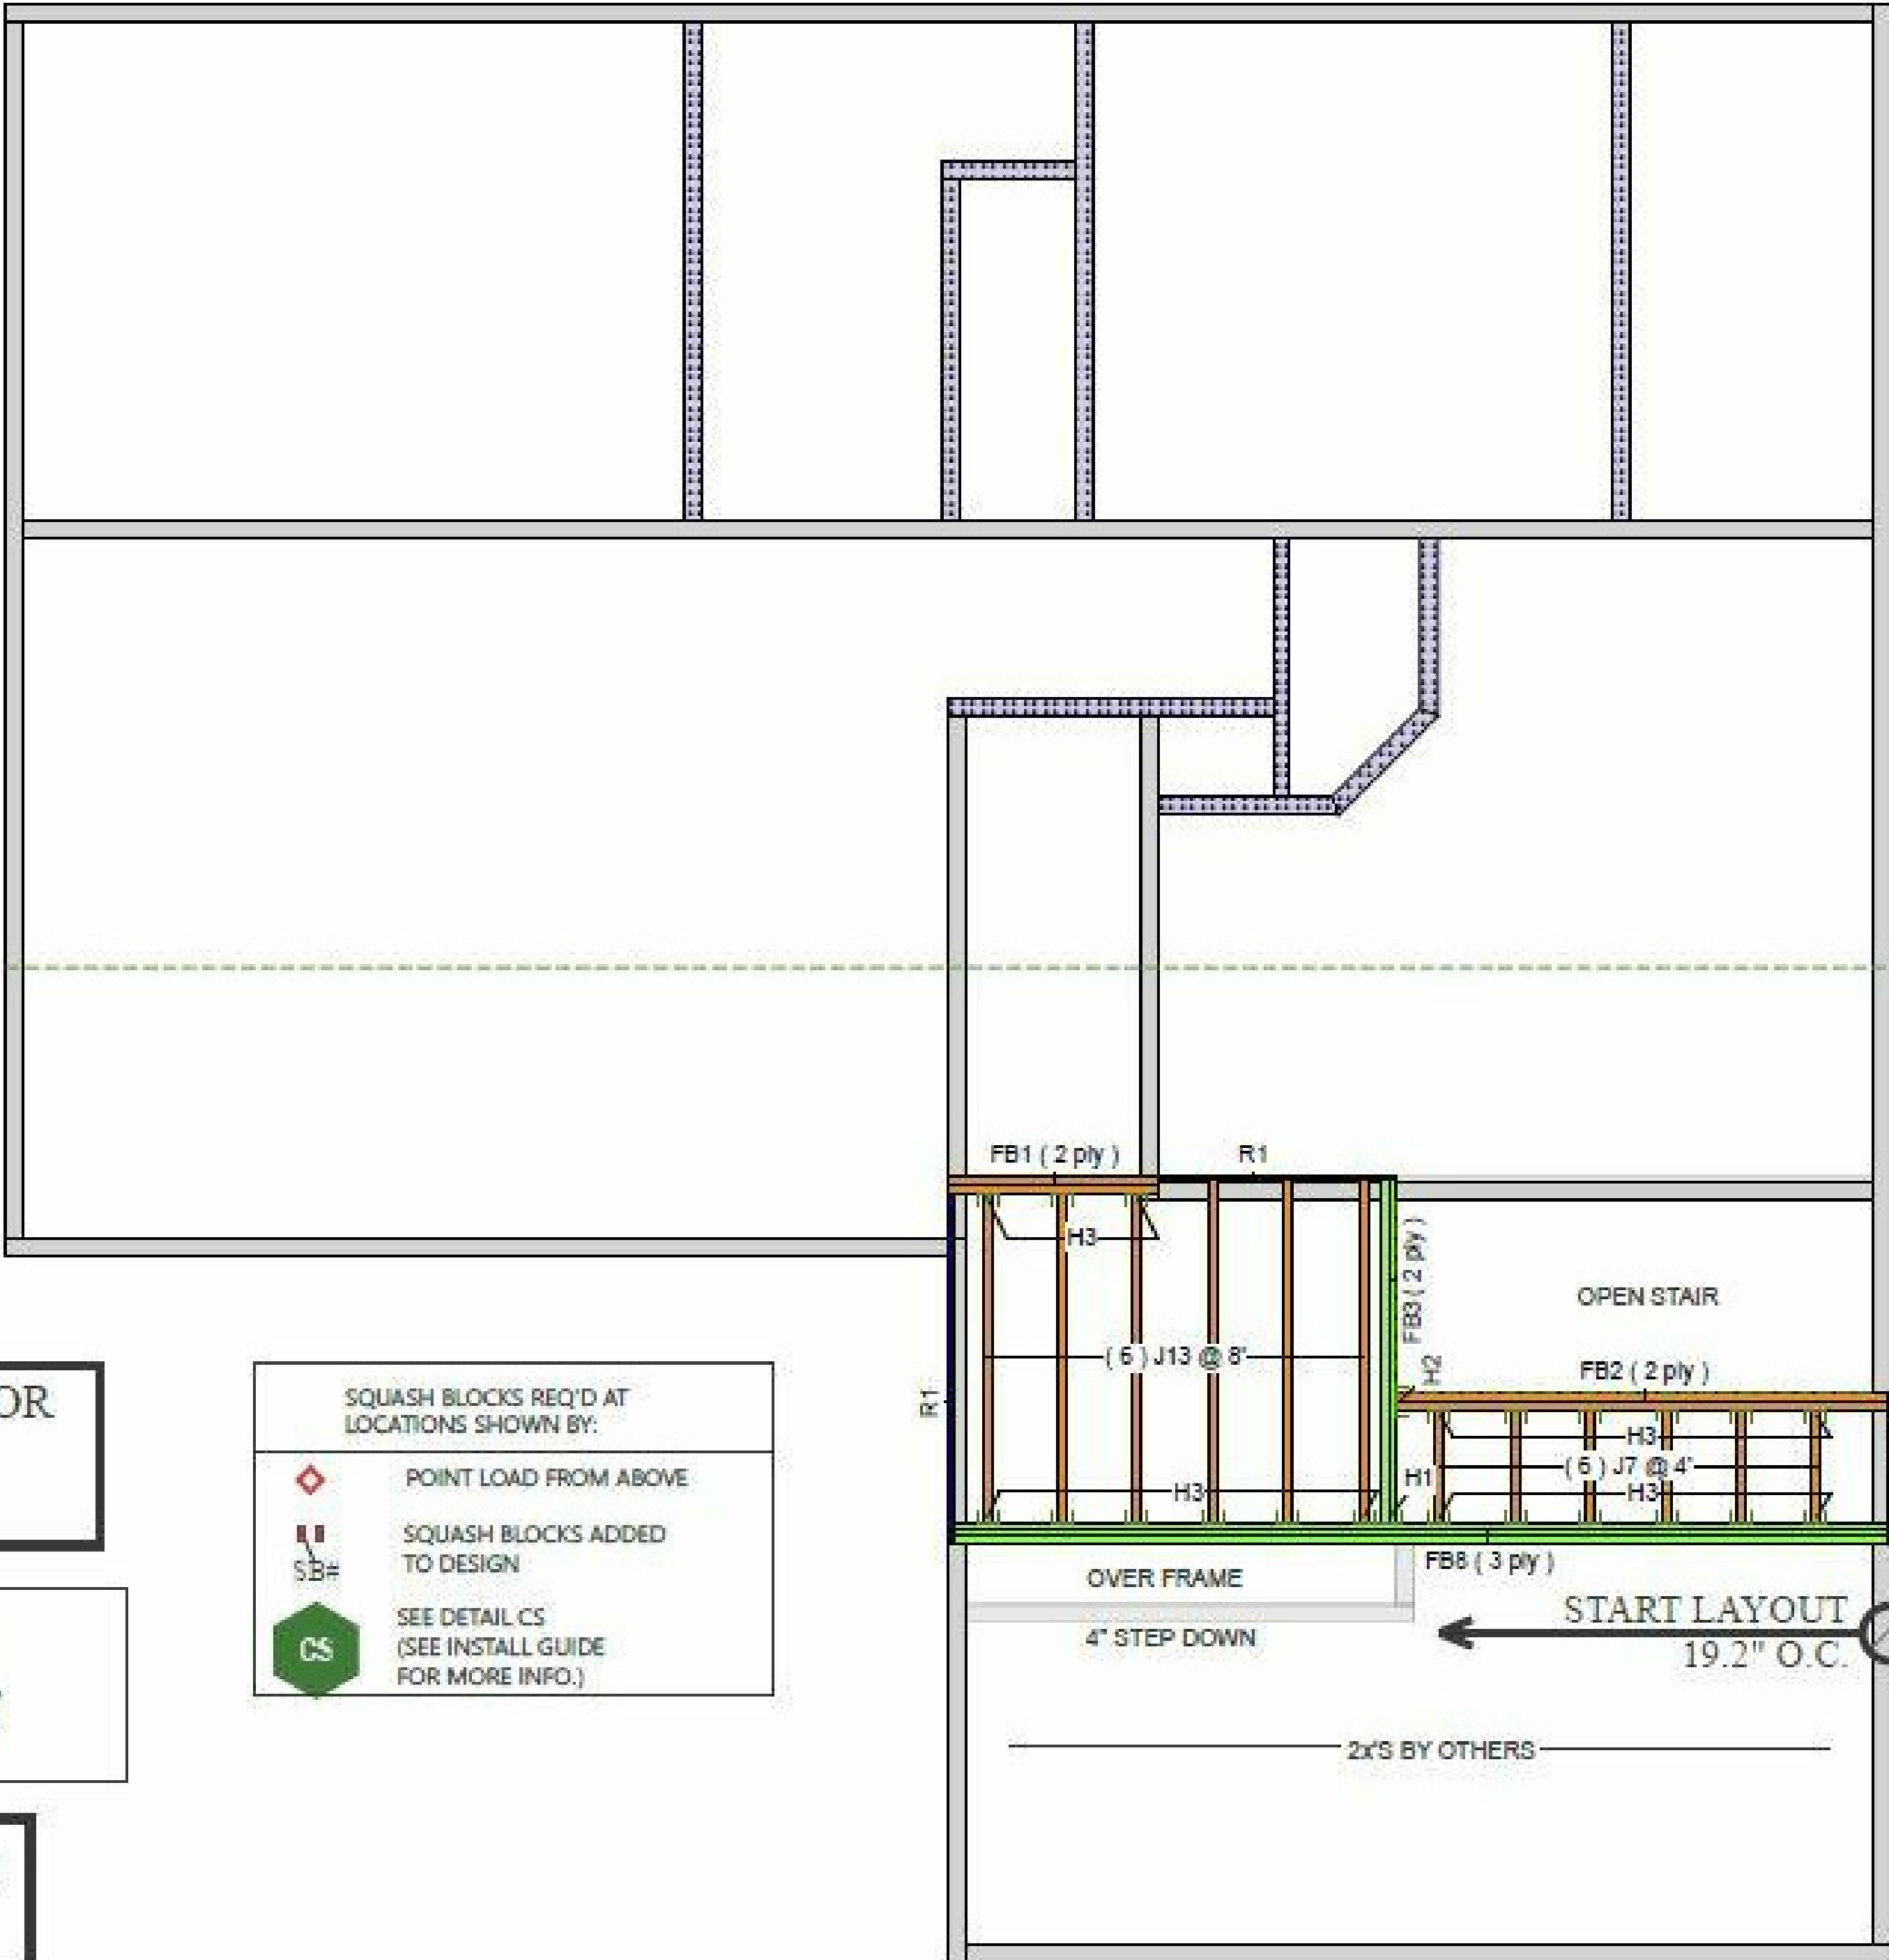 FB1 ( 2 ply )
R1
H3
FB3 ( 2 ply )
OPEN STAIR
( 6 ) J13 @ 8'
H2
FB2 ( 2 ply )
R1
H3
H1
( 6 ) J7 @ 4'
H3
H3
FB8 ( 3 ply )
OVER FRAME
4" STEP DOWN
START LAYOUT
19.2" O.C.
2x'S BY OTHERS
OR
SQUASH BLOCKS REQ'D AT
LOCATIONS SHOWN BY:
POINT LOAD FROM ABOVE
SQUASH BLOCKS ADDED
TO DESIGN
SB#
SEE DETAIL CS
(SEE INSTALL GUIDE
FOR MORE INFO.)
CS